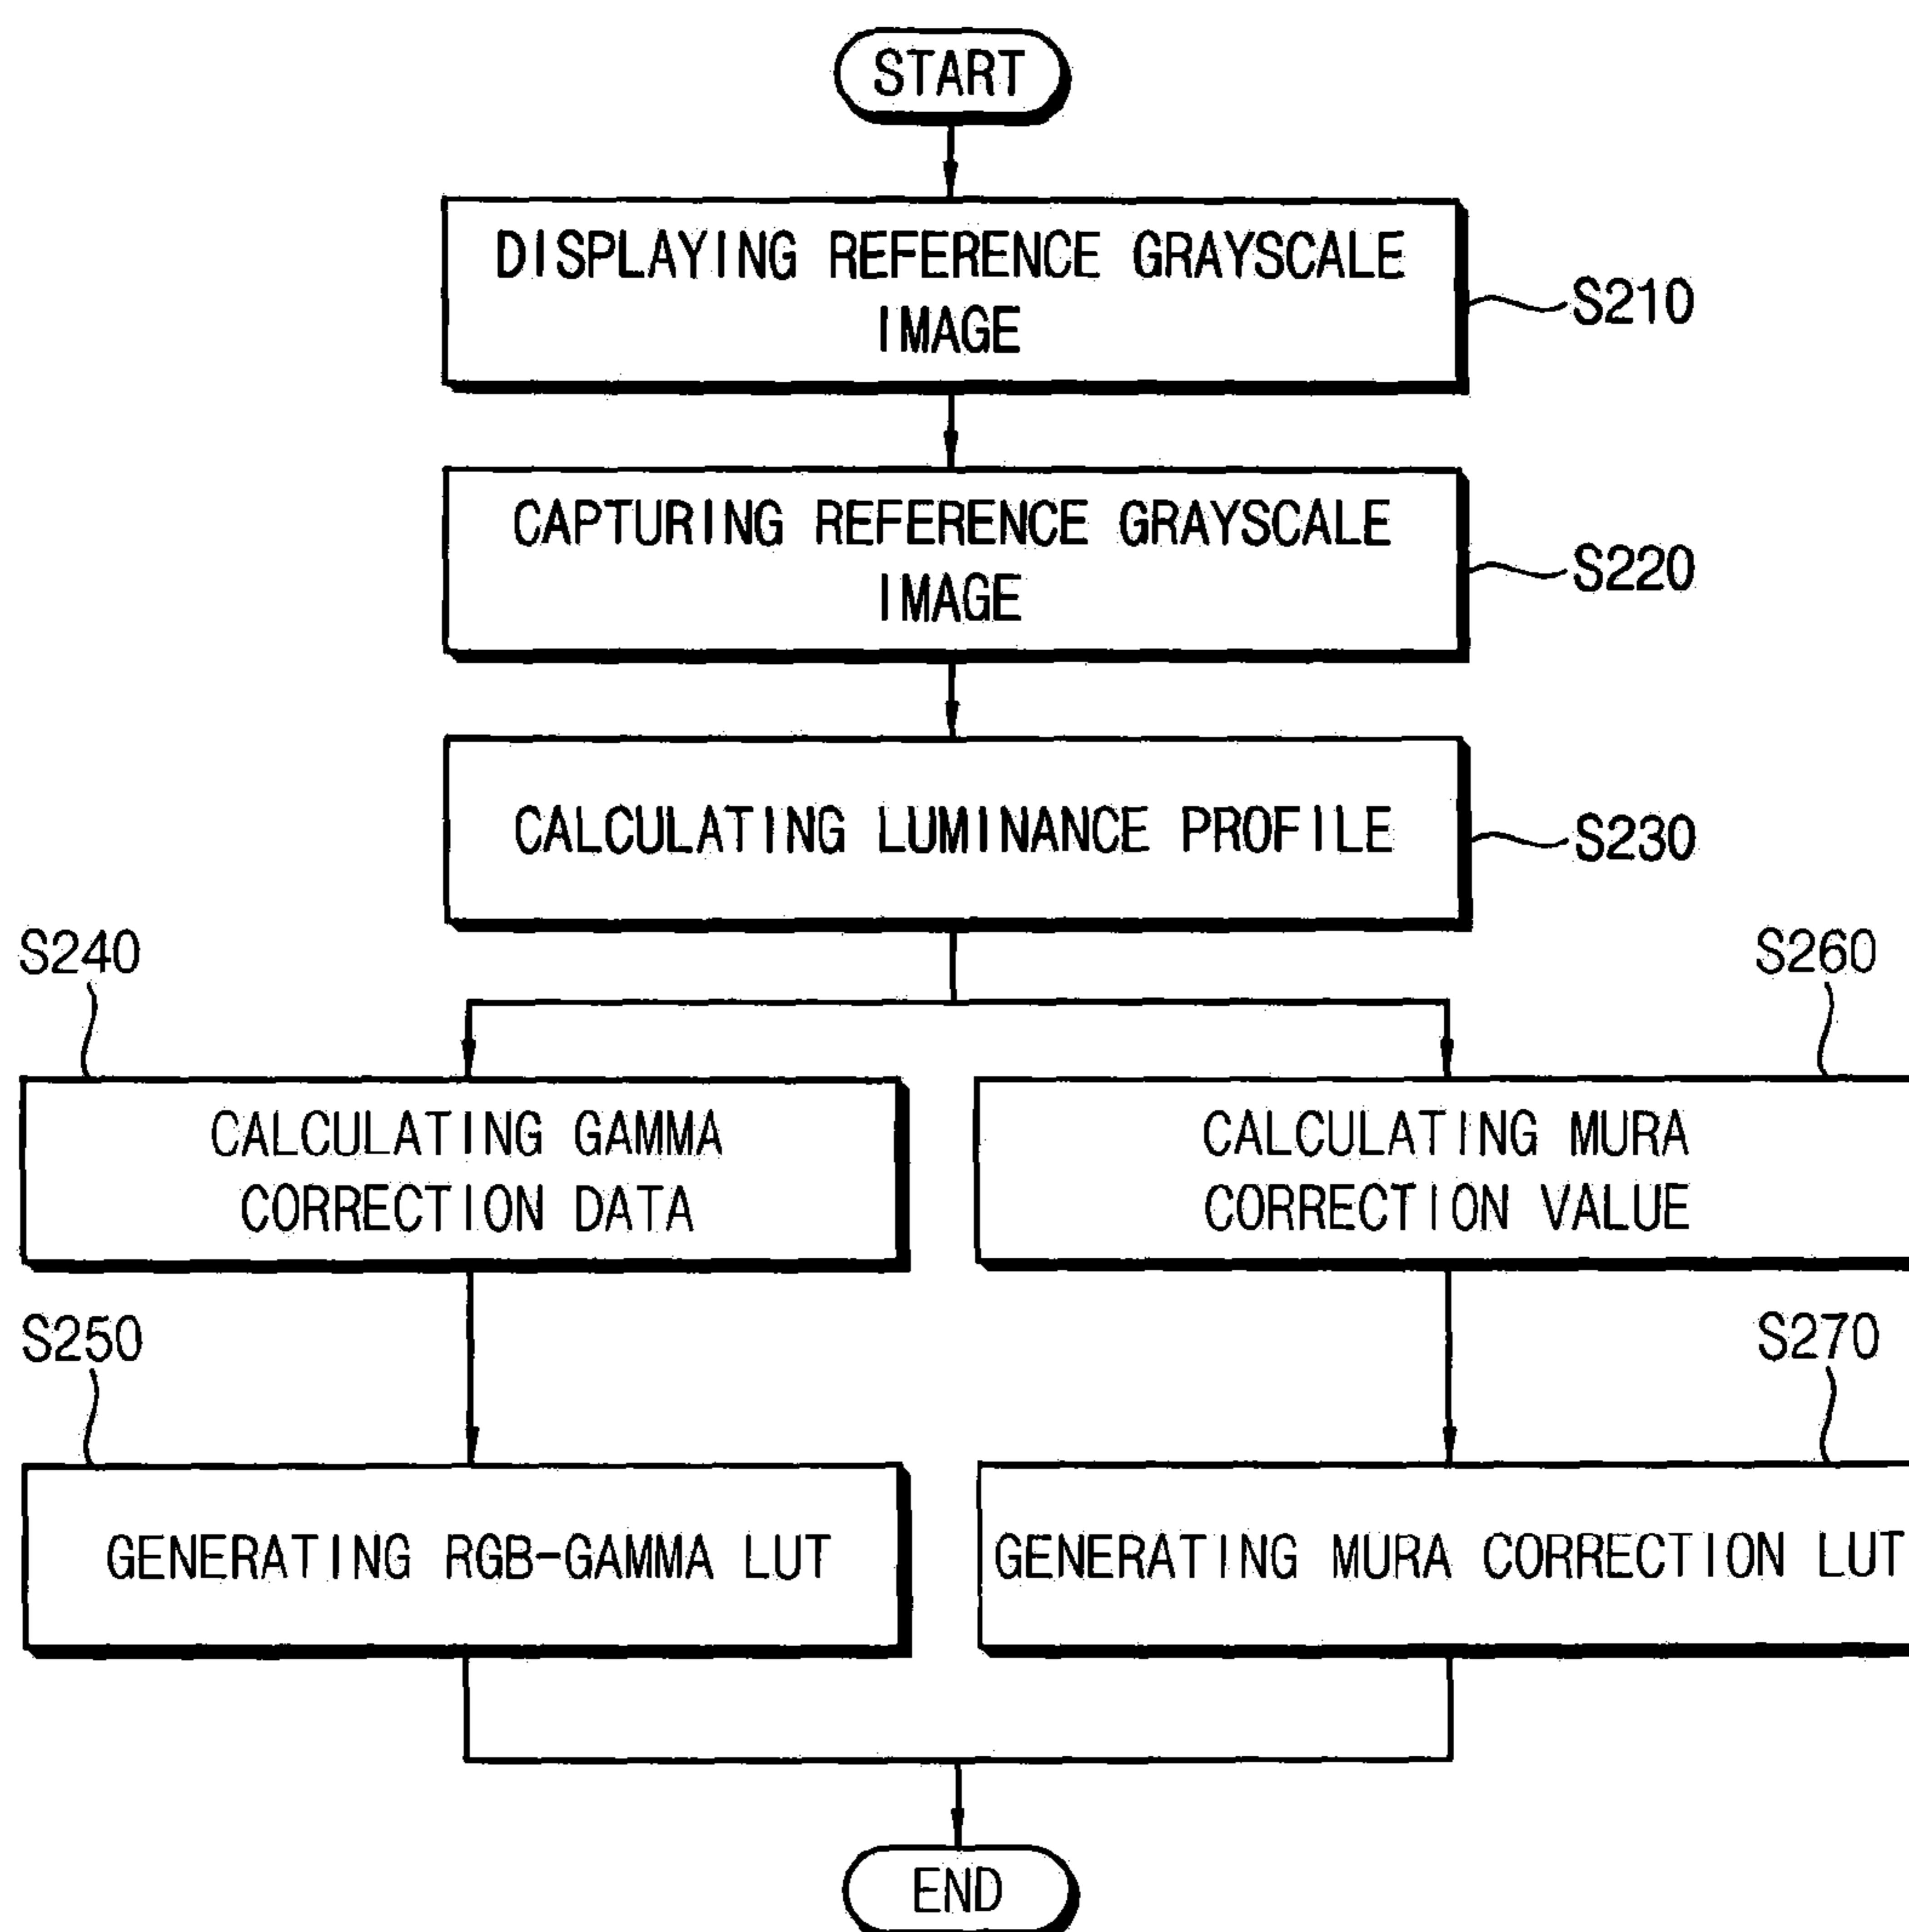 START
DISPLAYING REFERENCE GRAYSCALE
IMAGE
S210
CAPTURING REFERENCE GRAYSCALE
IMAGE
S220
CALCULATING LUMINANCE PROFILE
S230
S240
S260
CALCULATING GAMMA
CORRECTION DATA
CALCULATING MURA
CORRECTION VALUE
S250
S270
GENERATING RGB-GAMMA LUT
GENERATING MURA CORRECTION LUT
END